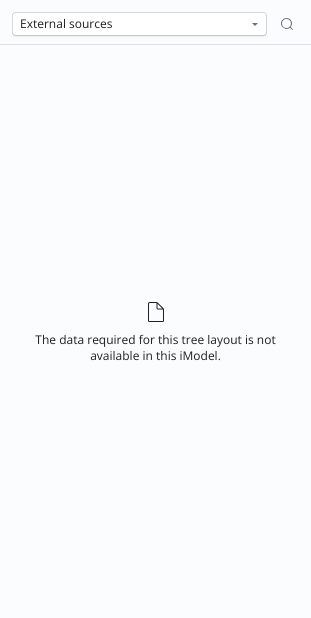 External sources
The data required for this tree layout is not
available in this iModel.